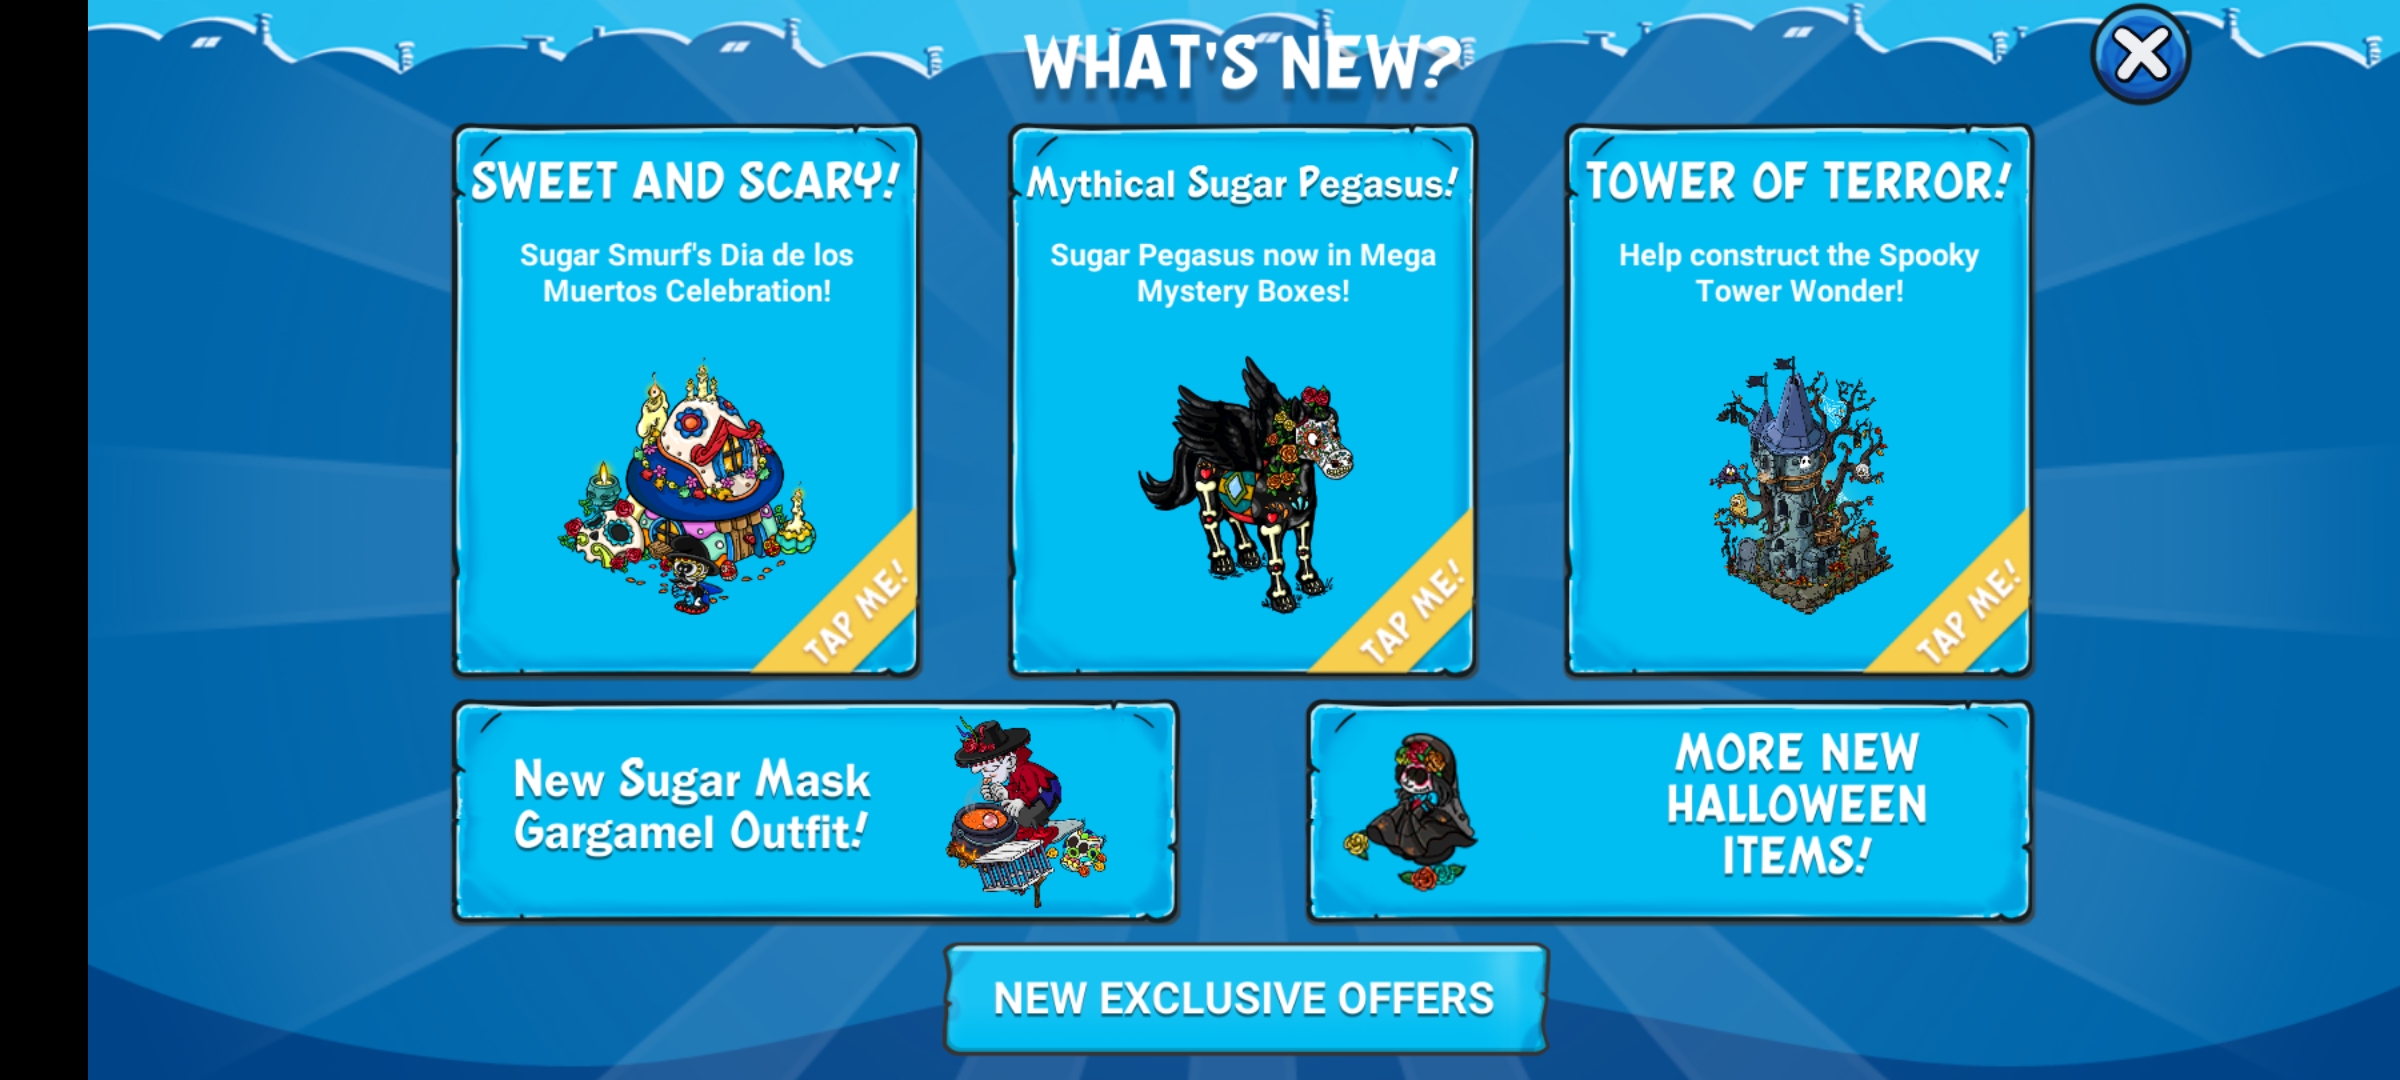 WHAT'S NEW?
SWEET AND SCARY!
Sugar Smurf's Dia de los
Muertos Celebration!
TAP ME!
Mythical Sugar Pegasus!
Sugar Pegasus now in Mega
Mystery Boxes!
TAP ME!
TOWER OF TERROR!
Help construct the Spooky
Tower Wonder!
TAP ME!
New Sugar Mask
Gargamel Outfit!
MORE NEW
HALLOWEEN
ITEMS!
NEW EXCLUSIVE OFFERS